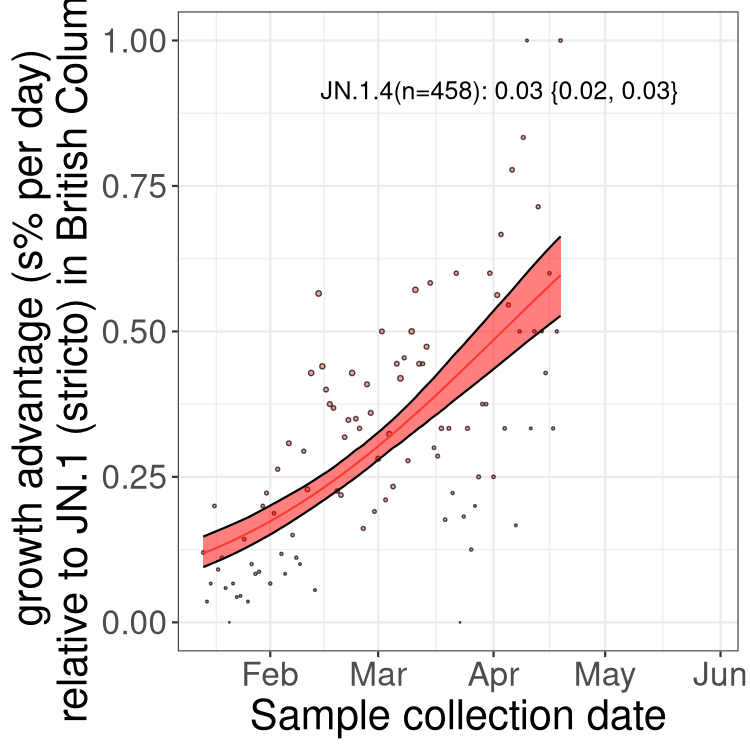 growth advantage (s% per day)
relative to JN.1 (stricto) in British Colum
1.00
0.75
0.50
0.25
0.00
JN.1.4(n=458): 0.03 {0.02, 0.03}
Feb Mar Apr May Jun
Sample collection date